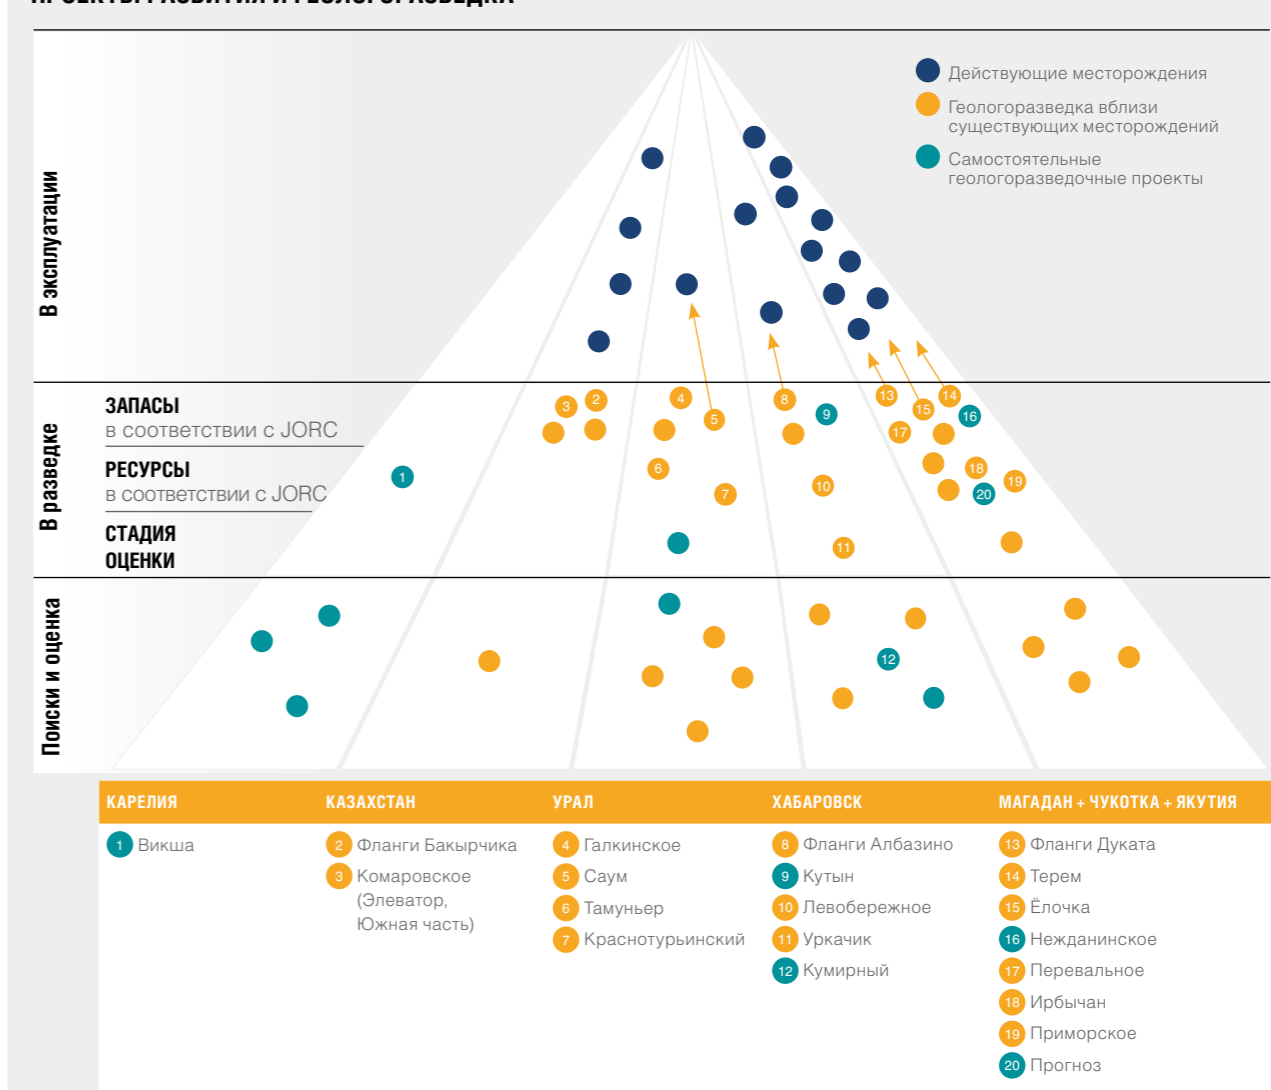 ПРОЕКТЫ РАЗВИТИЯ И ГЕОЛОГОРАЗВЕДКА
Действующие месторождения
Геологоразведка вблизи
существующих месторождений
Самостоятельные
геологоразведочные проекты
В эксплуатации
В разведке
Поиски и оценка
ЗАПАСЫ
в соответствии с JORC
РЕСУРСЫ
в соответствии с JORC
СТАДИЯ
ОЦЕНКИ
3
2
4
5
8
9
13
14
15
16
17
1
6
7
10
18
19
20
11
12
КАРЕЛИЯ
1 Викша
КАЗАХСТАН
2 Фланги Бакырчика
3 Комаровское
(Элеватор,
Южная часть)
УРАЛ
4 Галкинское
5 Саум
6 Тамуньер
7 Краснотурьинский
ХАБАРОВСК
8 Фланги Албазино
9 Кутын
10 Левобережное
11 Уркачик
12 Кумирный
МАГАДАН + ЧУКОТКА + ЯКУТИЯ
13 Фланги Дуката
14 Терем
15 Ёлочка
16 Нежданинское
17 Перевальное
18 Ирбычан
19 Приморское
20 Прогноз